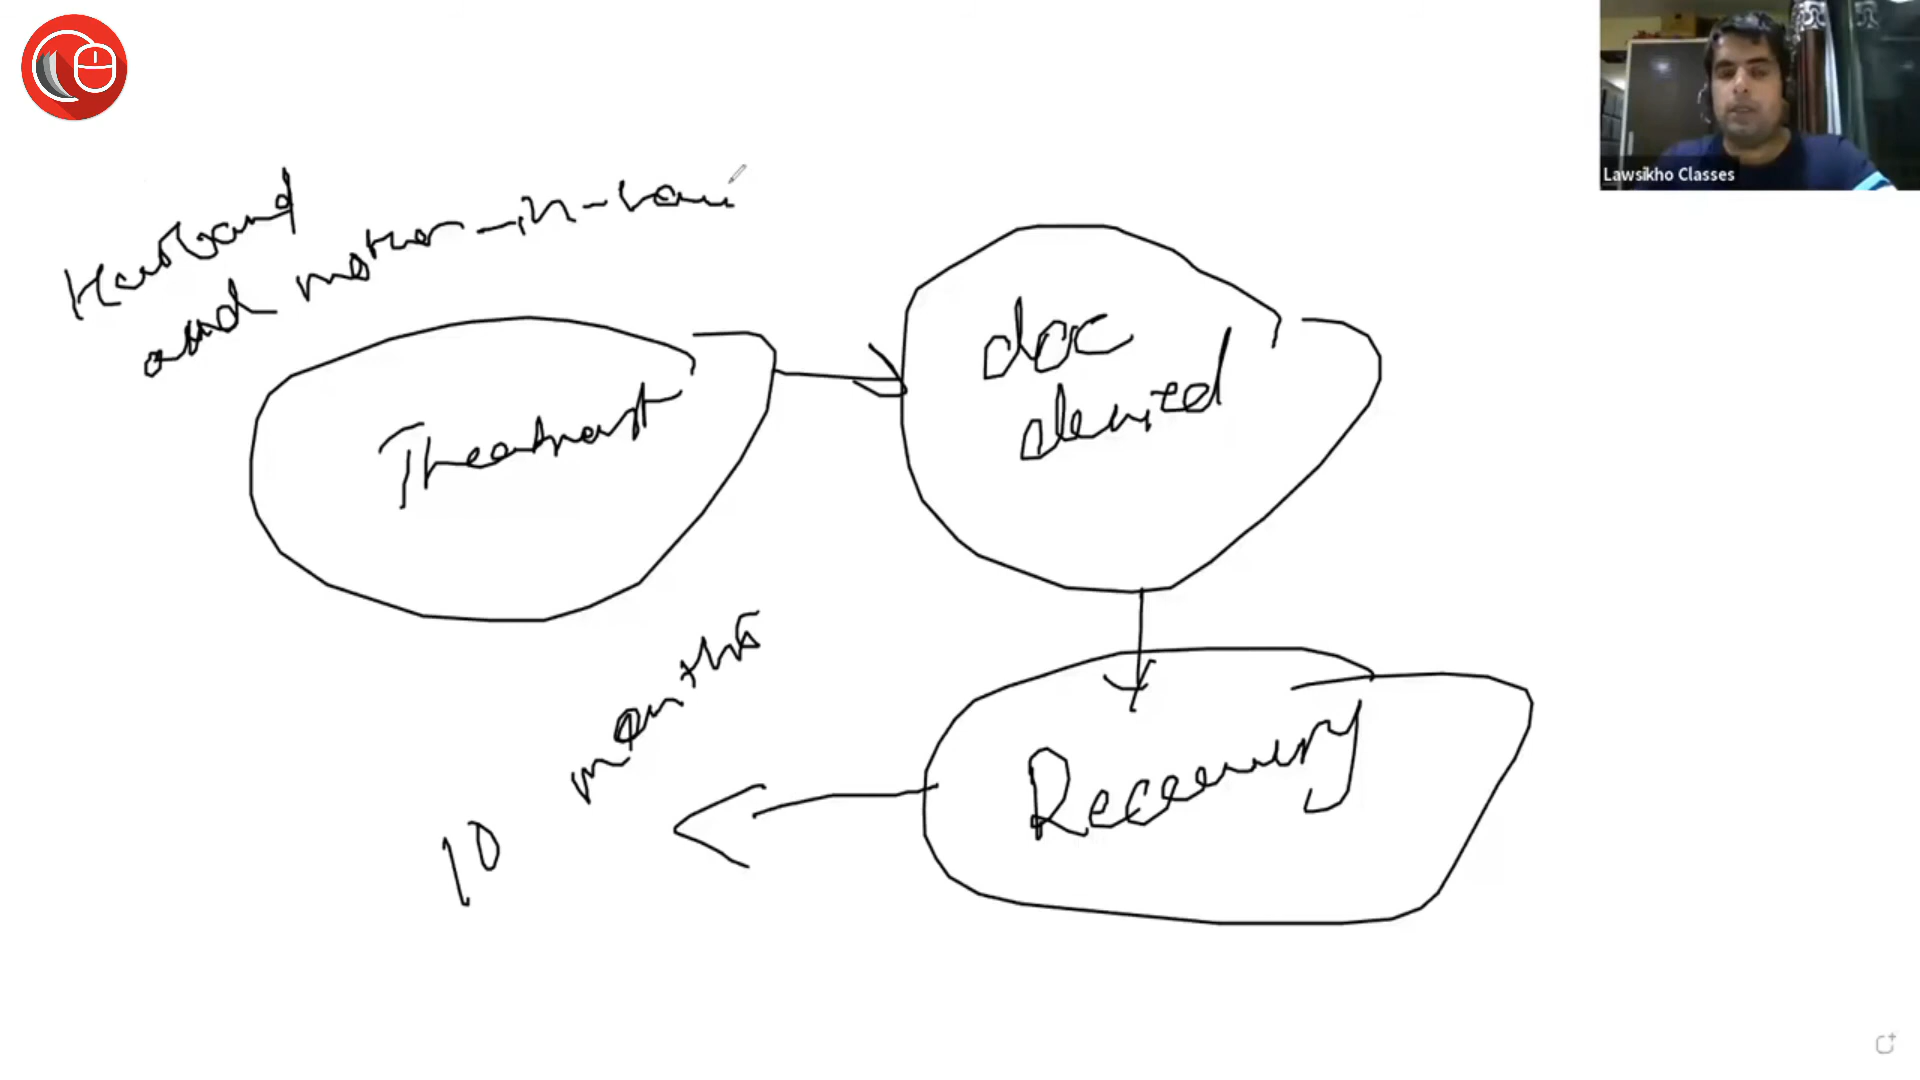 Husband
and mother-in-law
Treatment
doc
denied
Recovery
10 months
Lawsikho Classes